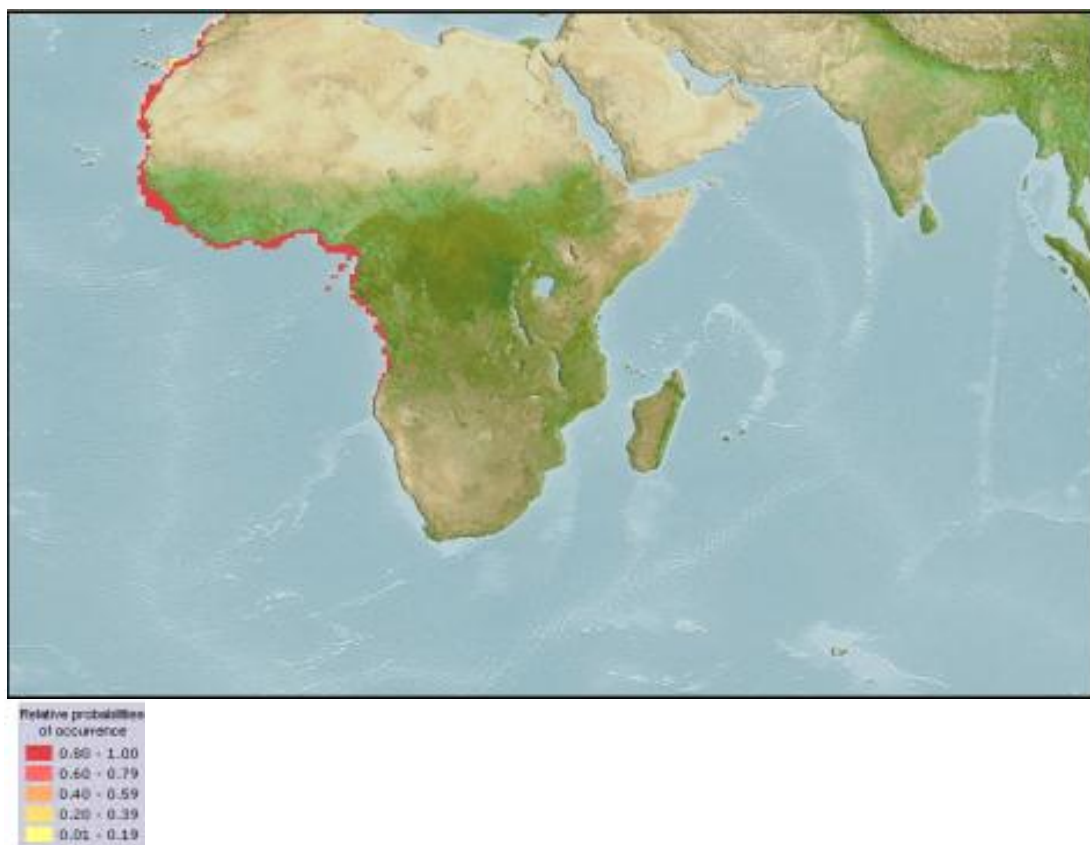 Relative probabilities
of occurrence
0.80 - 1.00
0.60 - 0.79
0.40 - 0.59
0.20 - 0.39
0.01 - 0.19